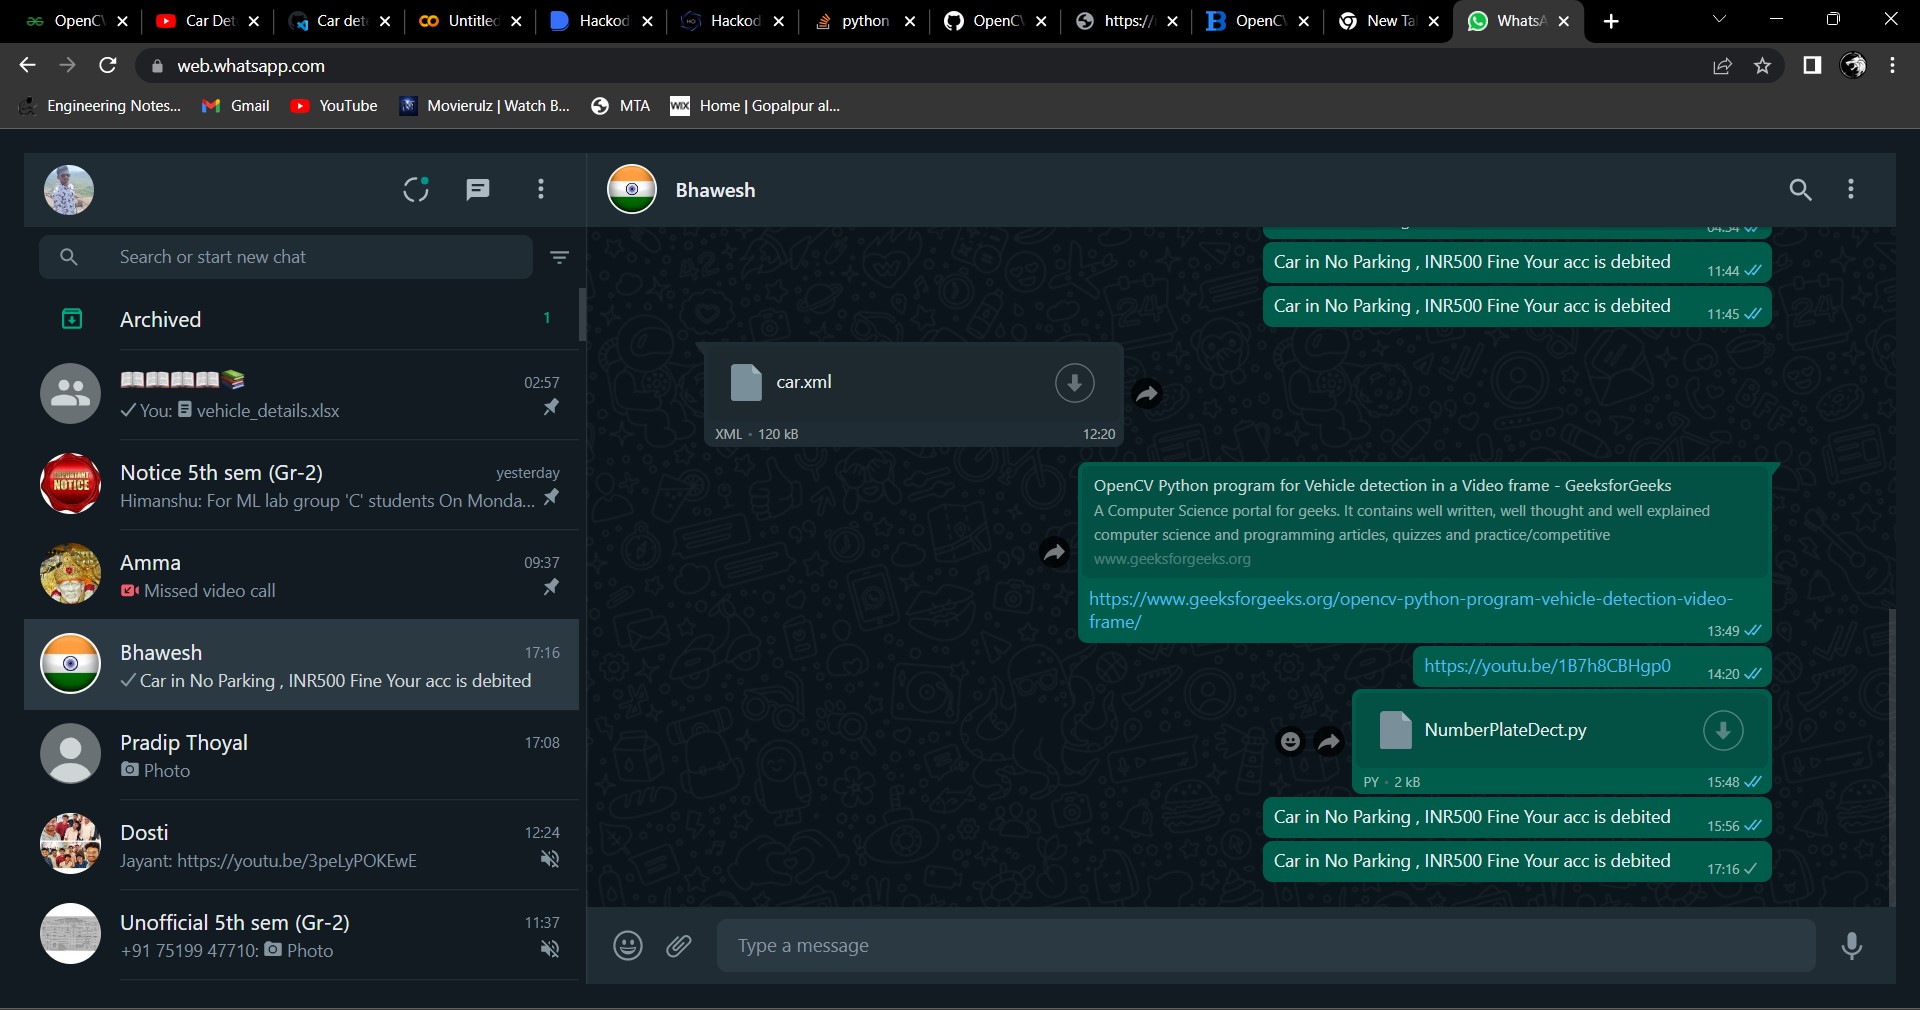 OpenC
Car Det
Car det
Untitled
Hackod
Hackod
python
OpenC
https://
OpenC
New Ta
WhatsA
web.whatsapp.com
Engineering Notes...
Gmail
YouTube
Movierulz | Watch B...
MTA
WiX
Home | Gopalpur al...
Bhawesh
Search or start new chat
Archived 1
02:57
You: vehicle_details.xlsx
IMPORTANT
NOTICE
Notice 5th sem (Gr-2) yesterday
Himanshu: For ML lab group 'C' students On Monda...
Amma 09:37
Missed video call
Bhawesh 17:16
Car in No Parking , INR500 Fine Your acc is debited
Pradip Thoyal 17:08
Photo
Dosti 12:24
Jayant: https://youtu.be/3peLyPOKEwE
Unofficial 5th sem (Gr-2) 11:37
+91 75199 47710: Photo
04:54
Car in No Parking , INR500 Fine Your acc is debited 11:44
Car in No Parking , INR500 Fine Your acc is debited 11:45
car.xml
XML · 120 kB 12:20
OpenCV Python program for Vehicle detection in a Video frame - GeeksforGeeks
A Computer Science portal for geeks. It contains well written, well thought and well explained
computer science and programming articles, quizzes and practice/competitive
www.geeksforgeeks.org
https://www.geeksforgeeks.org/opencv-python-program-vehicle-detection-video-
frame/
13:49
https://youtu.be/1B7h8CBHgp0 14:20
NumberPlateDect.py
PY · 2 kB 15:48
Car in No Parking , INR500 Fine Your acc is debited 15:56
Car in No Parking , INR500 Fine Your acc is debited 17:16
Type a message